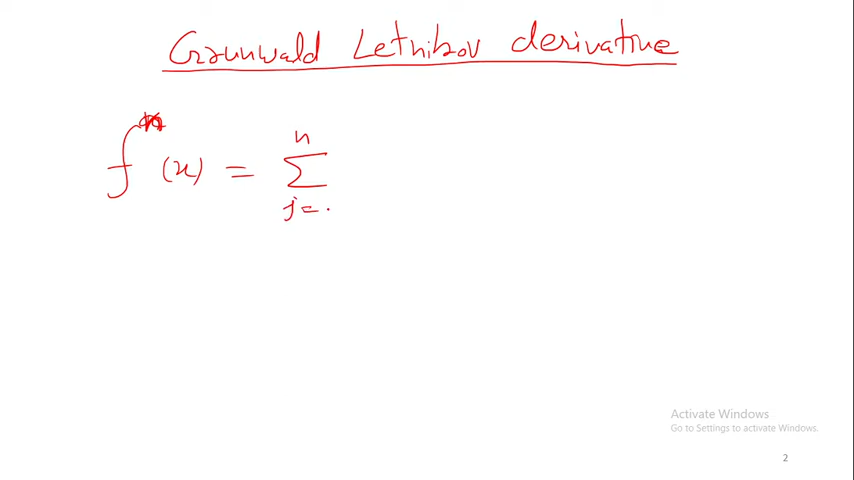 Grunwald Letnikov derivative
f (x) = n ∑ j=.
Activate Windows
Go to Settings to activate Windows.
2